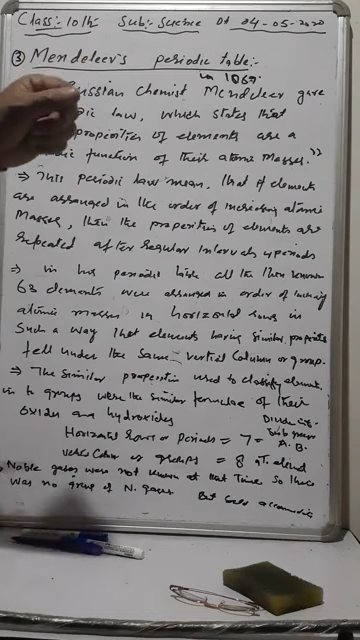 Class: 10th Sub: Science Dt 04-05-2020
③ Mendeleev's periodic table:-
in 1869.
Russian Chemist Mendeleev gave
law, which states that
properties of elements are a
function of their atomic Masses."
⇒ This periodic law mean, that if elements
are arranged in the order of increasing atomic
Masses, then the properties of elements are
repeated after regular intervals periods
⇒ in his periodic table all the then known
63 elements were arranged in order of
atomic masses in horizontal rows in
Such a way that elements having Similar properties
fell under the Same vertical Column or group.
⇒ The Similar properties used to classify elements
in to groups were the Similar formulae of their
oxides and hydroxides
Divided
Sub groups
A. B.
Horizontal Rows or Periods = 7
Column or groups = 8
Noble gases were not known at that Time So there
was no group of N. gases But